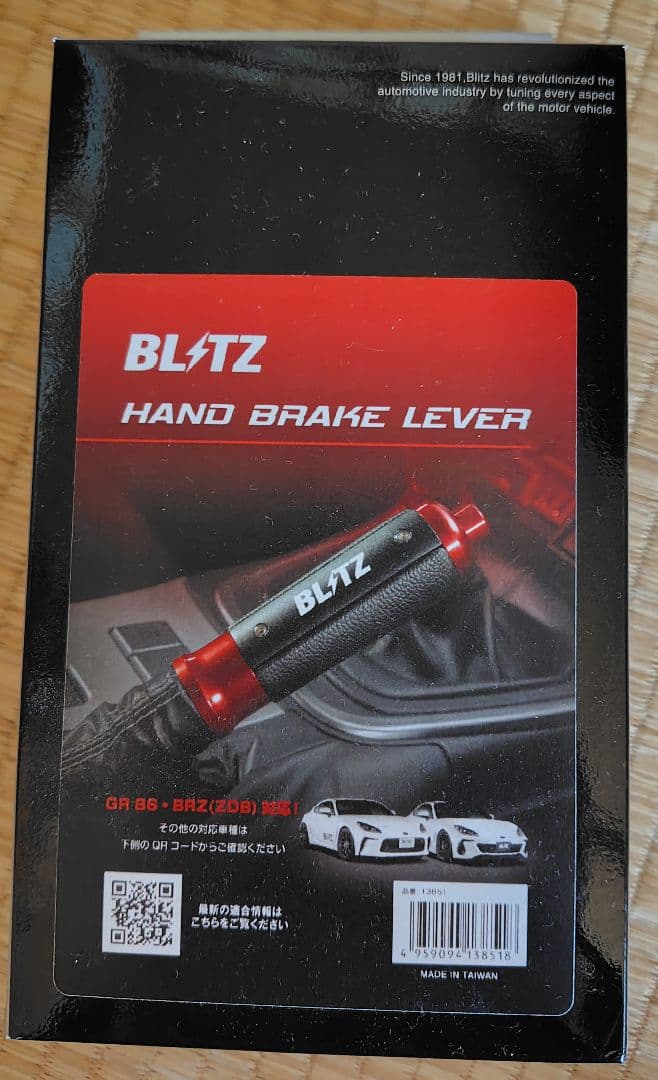 Since 1981,Blitz has revolutionized the
automotive industry by tuning every aspect
of the motor vehicle.
BLITZ
HAND BRAKE LEVER
BLITZ
GR 86・BRZ(ZD8) 対応!
その他の対応車種は
下側の QR コードからご確認ください
最新の適合情報は
こちらをご覧ください
品番 13851
4 959094 138518
MADE IN TAIWAN